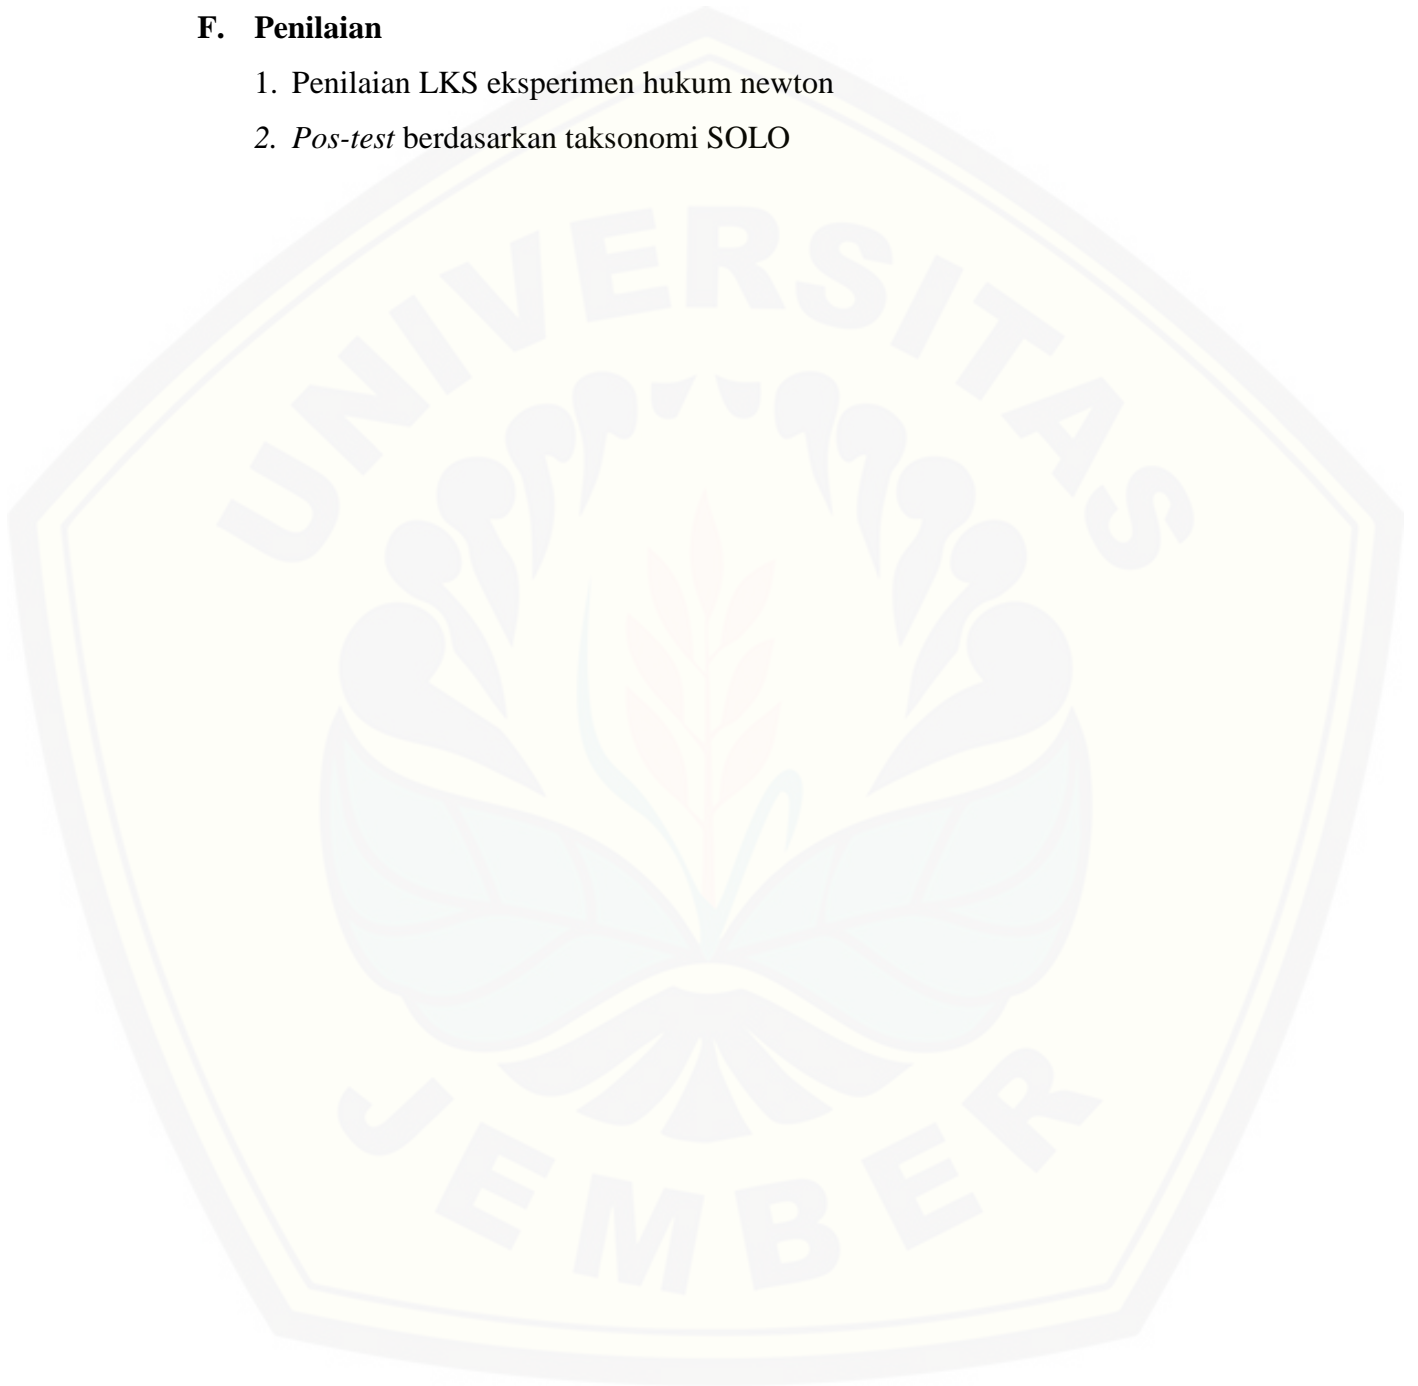 F. Penilaian
1. Penilaian LKS eksperimen hukum newton
2. Pos-test berdasarkan taksonomi SOLO
UNIVERSITAS
JEMBER